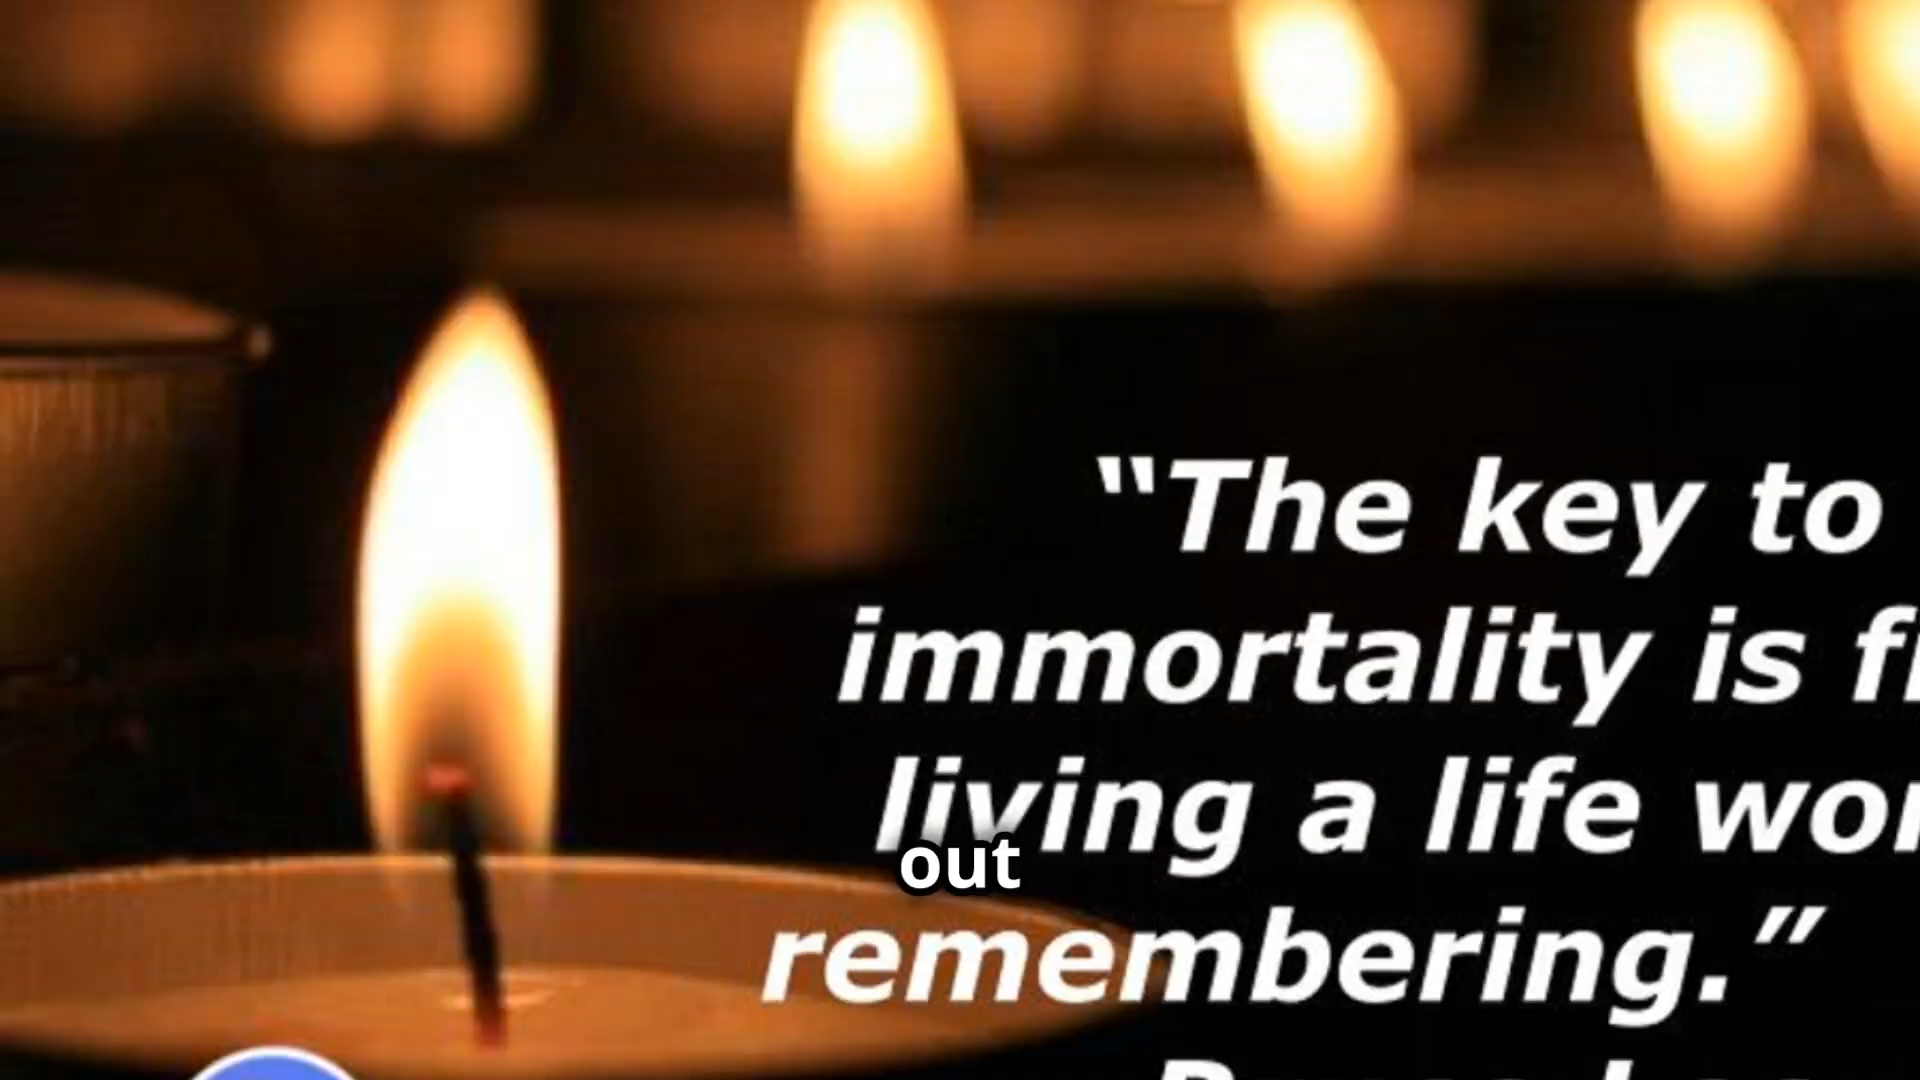 “The key to
immortality is
living a life
out
remembering.”